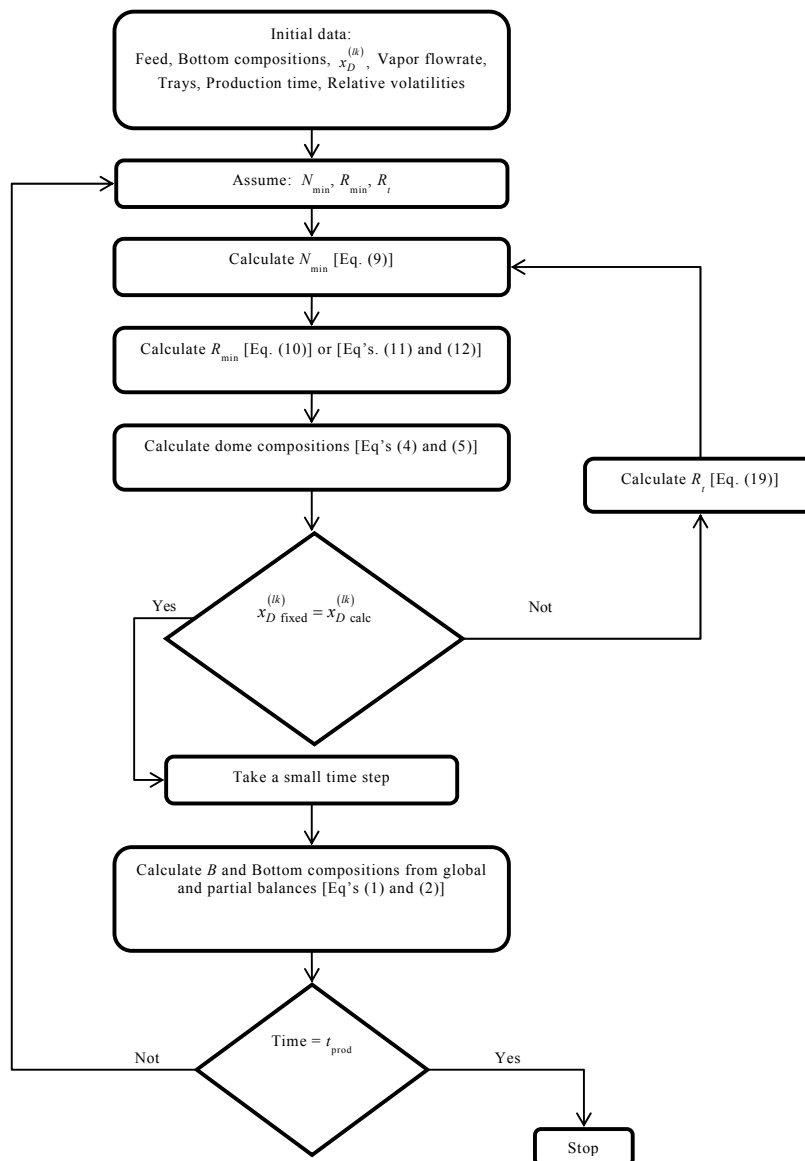 Initial data:
Feed, Bottom compositions, x_D^(lk), Vapor flowrate,
Trays, Production time, Relative volatilities
Assume: N_min, R_min, R_t
Calculate N_min [Eq. (9)]
Calculate R_min [Eq. (10)] or [Eq's. (11) and (12)]
Calculate dome compositions [Eq's (4) and (5)]
Calculate R_t [Eq. (19)]
Yes
x_D fixed^(lk) = x_D calc^(lk)
Not
Take a small time step
Calculate B and Bottom compositions from global
and partial balances [Eq's (1) and (2)]
Not
Time = t_prod
Yes
Stop